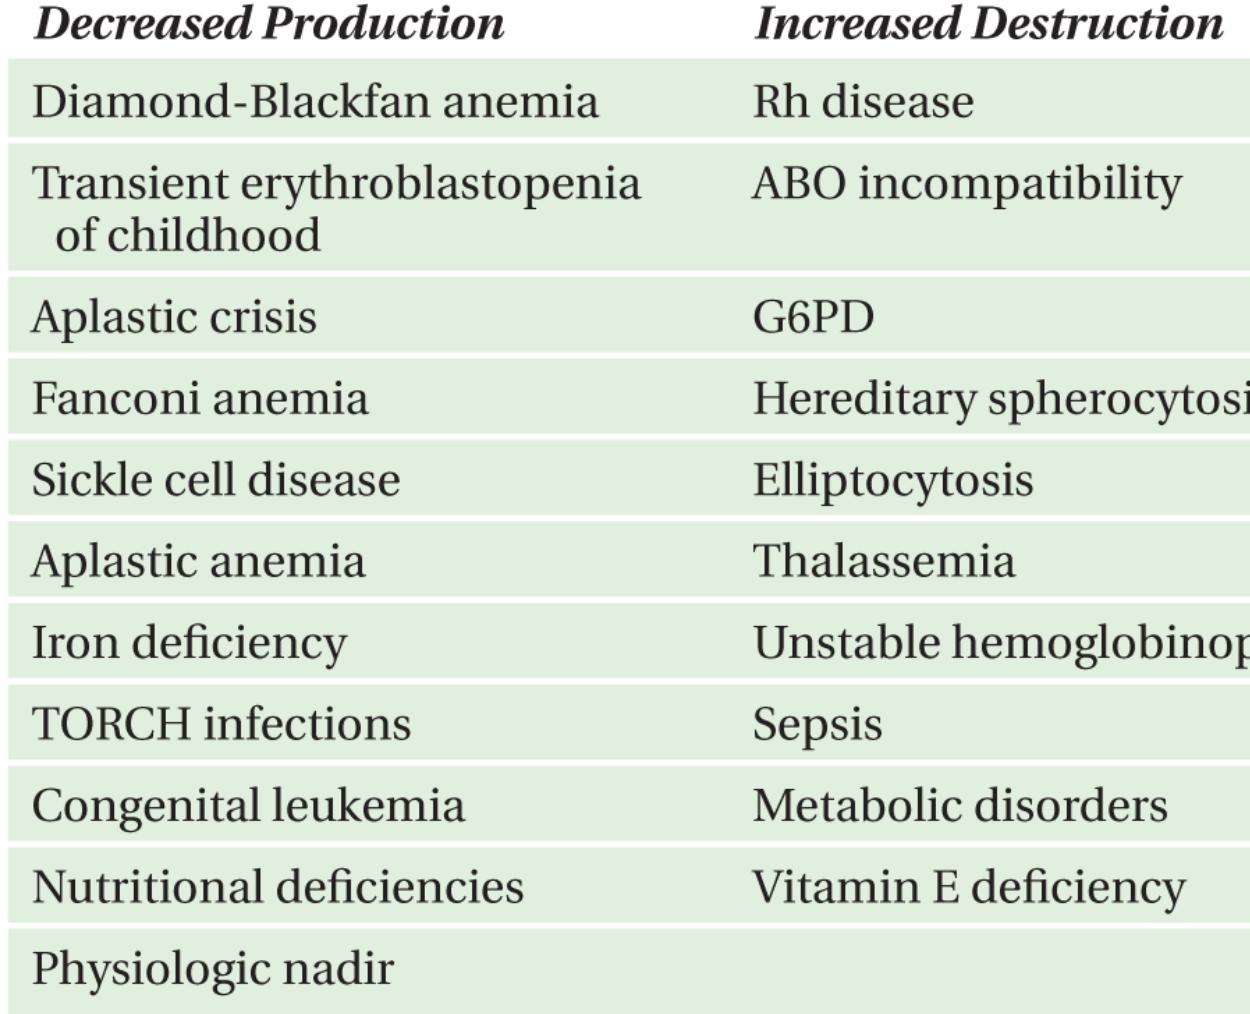 Decreased Production Increased Destruction
Diamond-Blackfan anemia Rh disease
Transient erythroblastopenia ABO incompatibility
of childhood
Aplastic crisis G6PD
Fanconi anemia Hereditary spherocytosi
Sickle cell disease Elliptocytosis
Aplastic anemia Thalassemia
Iron deficiency Unstable hemoglobinop
TORCH infections Sepsis
Congenital leukemia Metabolic disorders
Nutritional deficiencies Vitamin E deficiency
Physiologic nadir